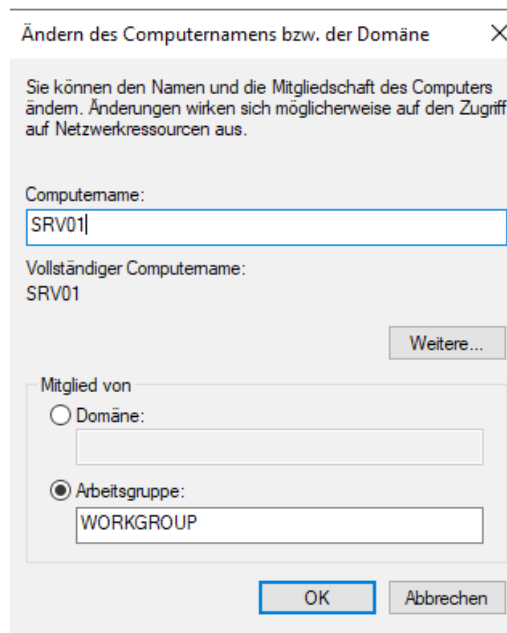 Ändern des Computernamens bzw. der Domäne
Sie können den Namen und die Mitgliedschaft des Computers
ändern. Änderungen wirken sich möglicherweise auf den Zugriff
auf Netzwerkressourcen aus.
Computername:
SRV01
Vollständiger Computername:
SRV01
Weitere...
Mitglied von
Domäne:
Arbeitsgruppe:
WORKGROUP
OK Abbrechen